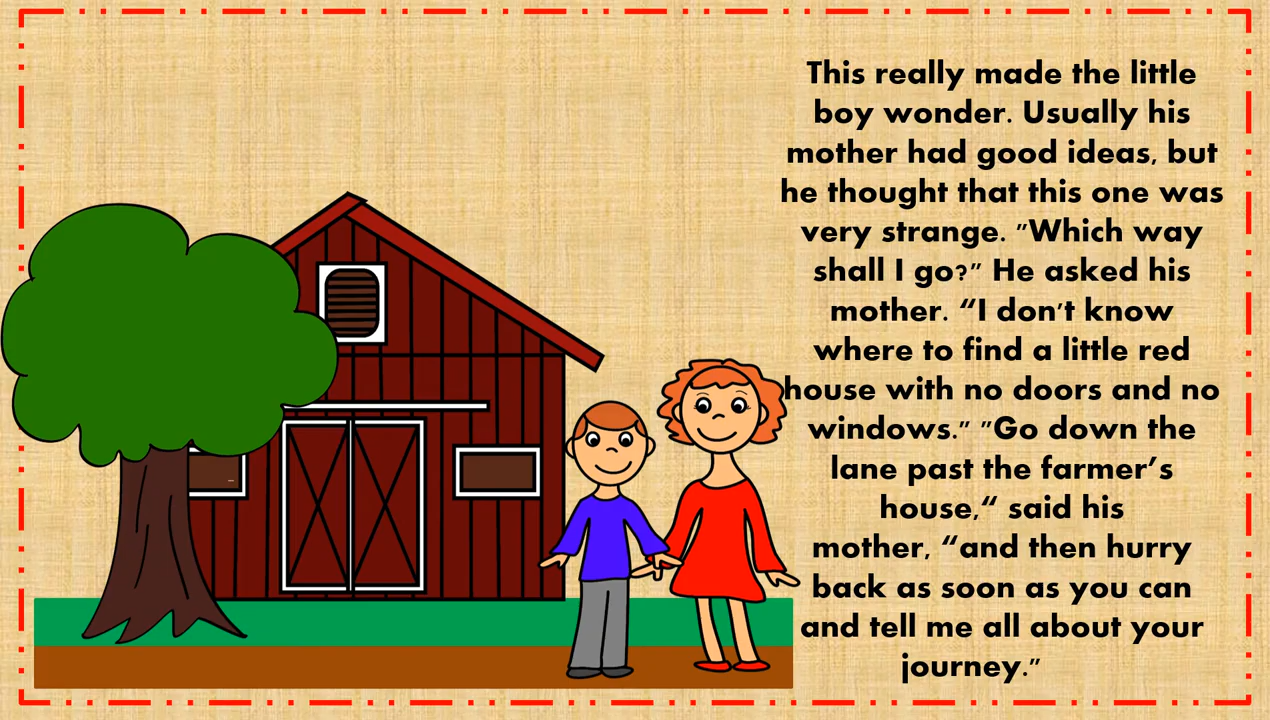 This really made the little
boy wonder. Usually his
mother had good ideas, but
he thought that this one was
very strange. "Which way
shall I go?" He asked his
mother. “I don't know
where to find a little red
house with no doors and no
windows." "Go down the
lane past the farmer’s
house,“ said his
mother, “and then hurry
back as soon as you can
and tell me all about your
journey."